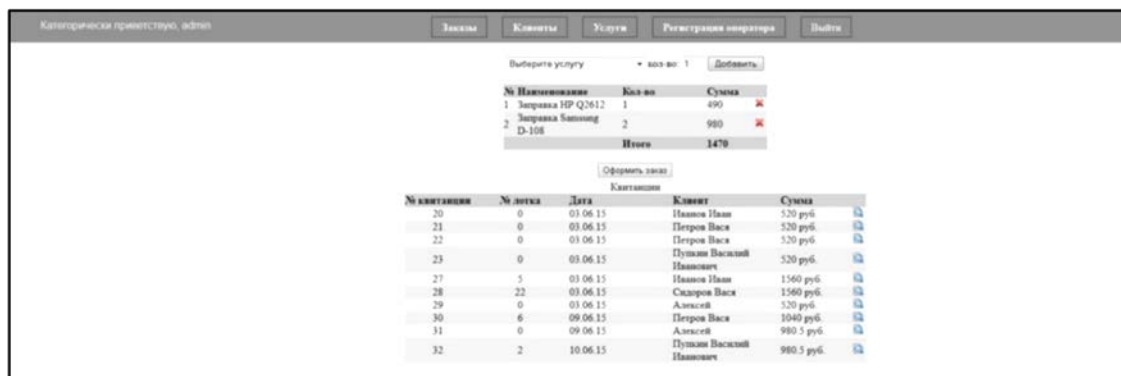 Категорически приветствую, admin
Заказы Клиенты Услуги Регистрация оператора Выйти
Выберите услугу кол-во: 1 Добавить
№ Наименование Кол-во Сумма
1 Заправка HP Q2612 1 490
2 Заправка Samsung D-108 2 980
Итого 1470
Оформить заказ
Квитанции
№ квитанции № лотка Дата Клиент Сумма
20 0 03.06.15 Иванов Иван 520 руб.
21 0 03.06.15 Петров Вася 520 руб.
22 0 03.06.15 Петров Вася 520 руб.
23 0 03.06.15 Пупкин Василий Иванович 520 руб.
27 5 03.06.15 Иванов Иван 1560 руб.
28 22 03.06.15 Сидоров Вася 1560 руб.
29 0 03.06.15 Алексей 520 руб.
30 6 09.06.15 Петров Вася 1040 руб.
31 0 09.06.15 Алексей 980.5 руб.
32 2 10.06.15 Пупкин Василий Иванович 980.5 руб.